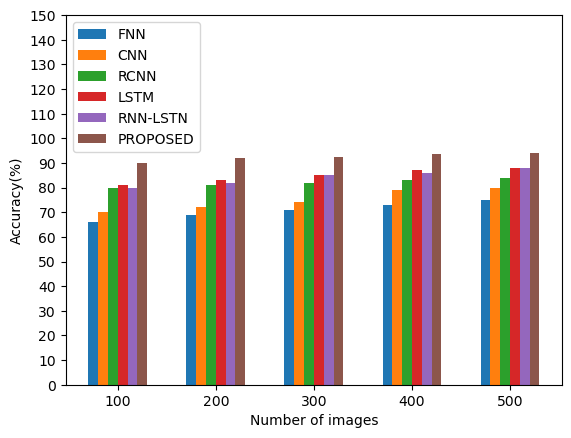 150
140
130
120
110
100
90
80
70
60
50
40
30
20
10
0
Accuracy(%)
FNN
CNN
RCNN
LSTM
RNN-LSTN
PROPOSED
100 200 300 400 500
Number of images